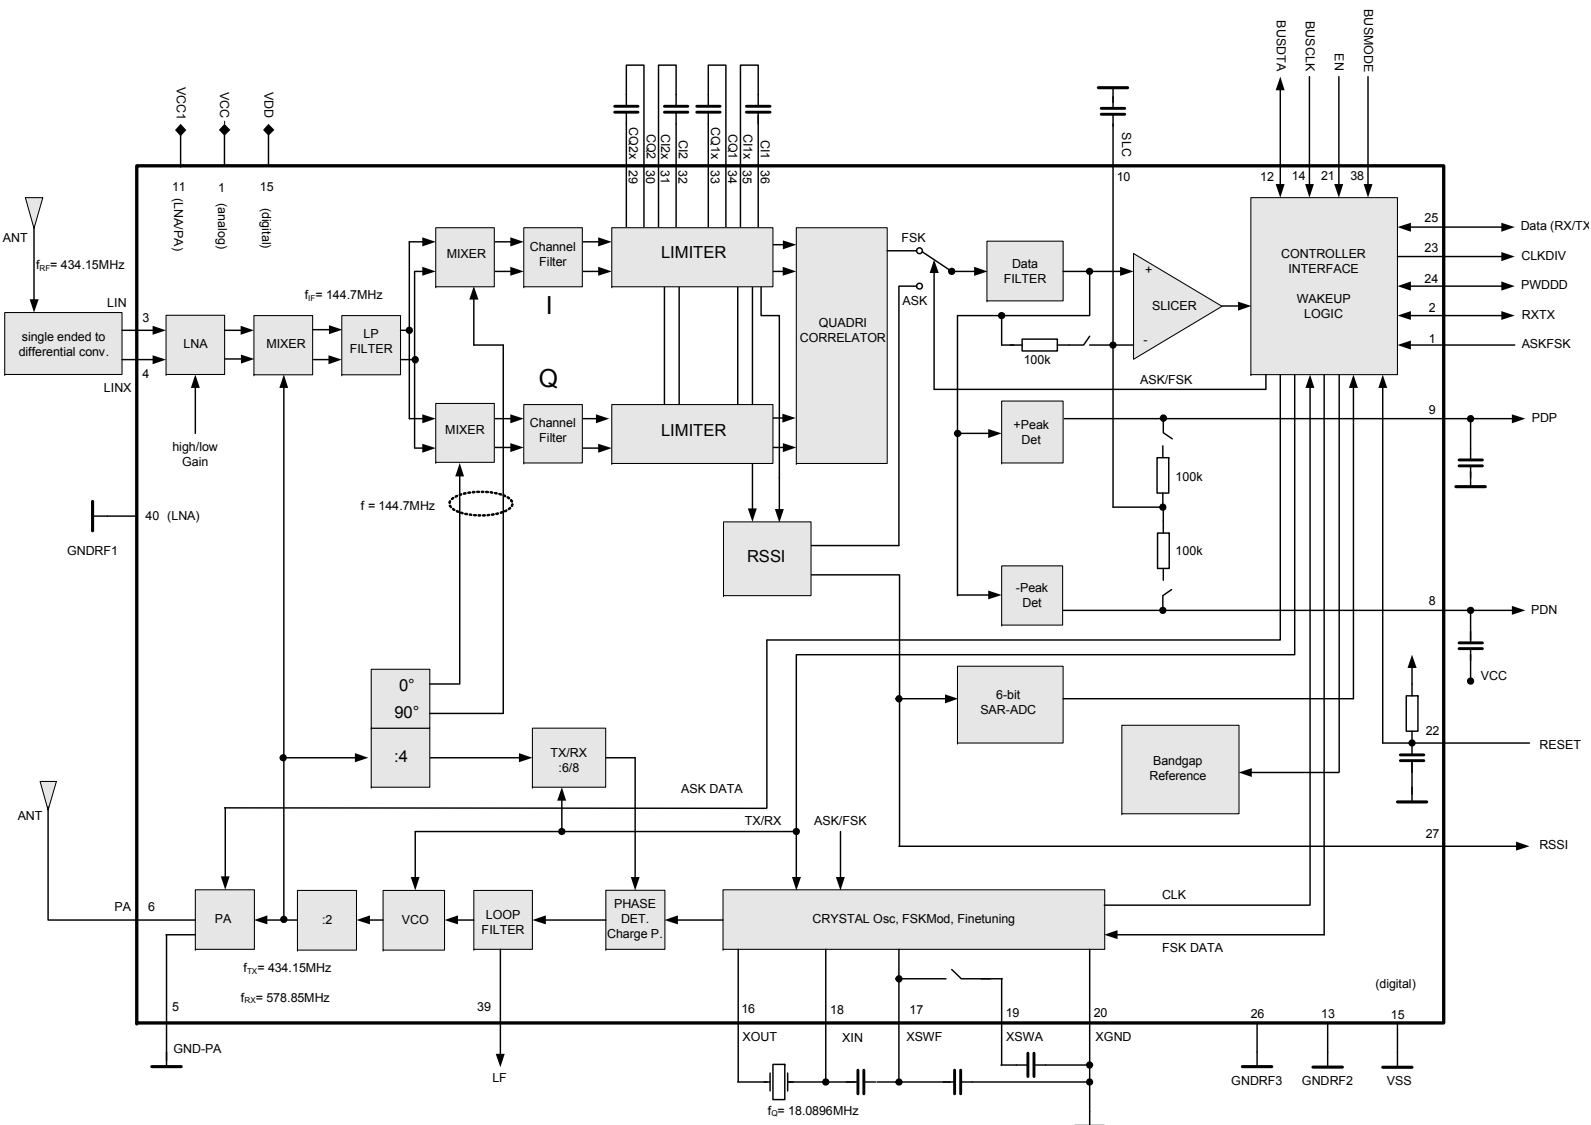 BUSDTA
BUSCLK
EN
BUSMODE
VCC1
VCC
VDD
CQ2x
CQ2
CI2x
CI2
CQ1x
CQ1
CI1x
CI1
29
30
31
32
33
34
35
36
SLC
10
12
14
21
38
11
(LNA/PA)
1
(analog)
15
(digital)
ANT
fRF= 434.15MHz
LIN
3
single ended to
differential conv.
4
LINX
LNA
high/low
Gain
MIXER
fIF= 144.7MHz
LP
FILTER
MIXER
Channel
Filter
I
LIMITER
Q
MIXER
Channel
Filter
LIMITER
QUADRI
CORRELATOR
FSK
ASK
Data
FILTER
+
-
SLICER
100k
ASK/FSK
CONTROLLER
INTERFACE
WAKEUP
LOGIC
25
Data (RX/TX
23
CLKDIV
24
PWDDD
2
RXTX
1
ASKFSK
+Peak
Det
9
PDP
100k
100k
-Peak
Det
8
PDN
VCC
f = 144.7MHz
40 (LNA)
GNDRF1
RSSI
0°
90°
:4
TX/RX
:6/8
6-bit
SAR-ADC
Bandgap
Reference
22
RESET
ASK DATA
TX/RX
ASK/FSK
27
RSSI
ANT
PA
6
PA
:2
VCO
LOOP
FILTER
PHASE
DET.
Charge P.
CRYSTAL Osc, FSKMod, Finetuning
CLK
FSK DATA
fTX= 434.15MHz
fRX= 578.85MHz
5
GND-PA
39
LF
16
XOUT
18
XIN
17
XSWF
19
XSWA
20
XGND
fQ= 18.0896MHz
(digital)
26
GNDRF3
13
GNDRF2
15
VSS